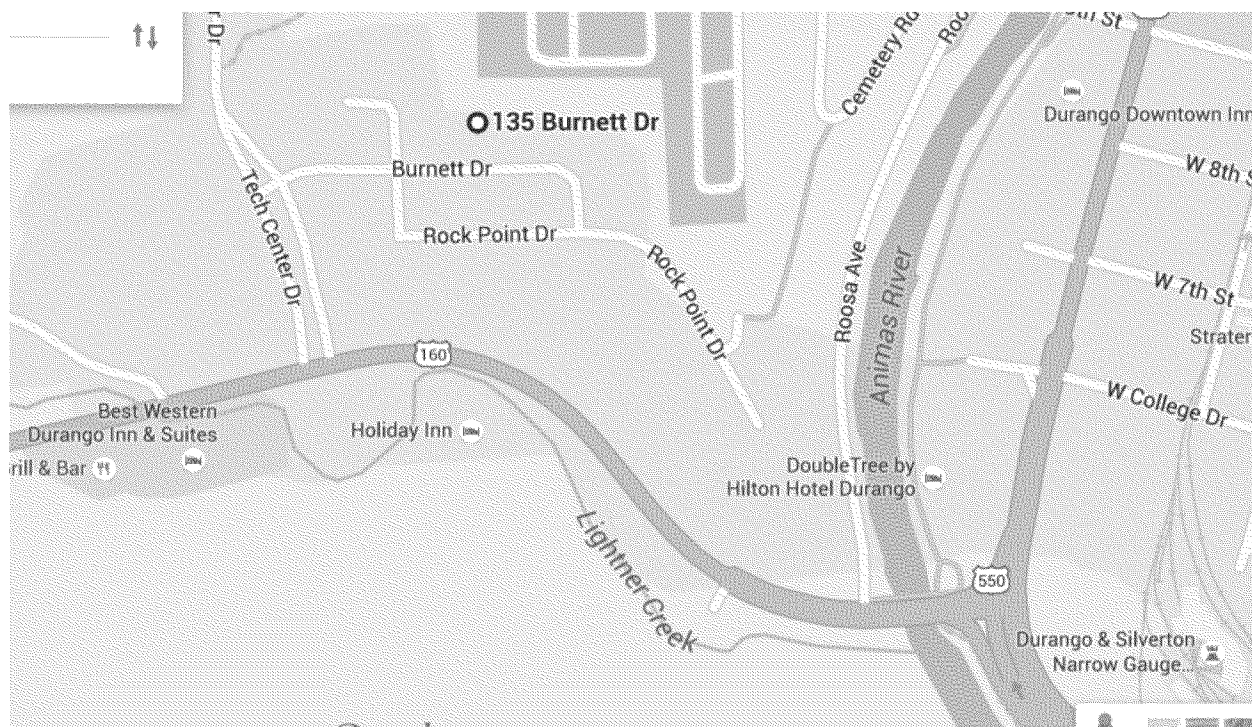 135 Burnett Dr
Burnett Dr
Tech Center Dr
Rock Point Dr
Rock Point Dr
160
Best Western
Durango Inn & Suites
& Bar
Holiday Inn
Lightner Creek
Cemetery
Roosa Ave
Animas River
St
Durango Downtown Inn
W 8th
W 7th St
Strater
W College Dr
DoubleTree by
Hilton Hotel Durango
550
Durango & Silverton
Narrow Gauge...